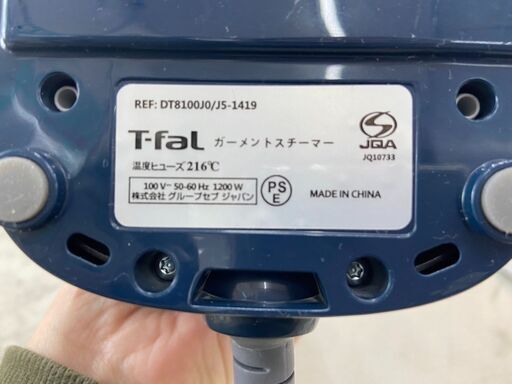 REF: DT8100J0/J5-1419
T-fal ガーメントスチーマー
JQA
JQ10733
温度ヒューズ216℃
100 V~ 50-60 Hz 1200 W
株式会社 グループセブ ジャパン
PS
E
MADE IN CHINA